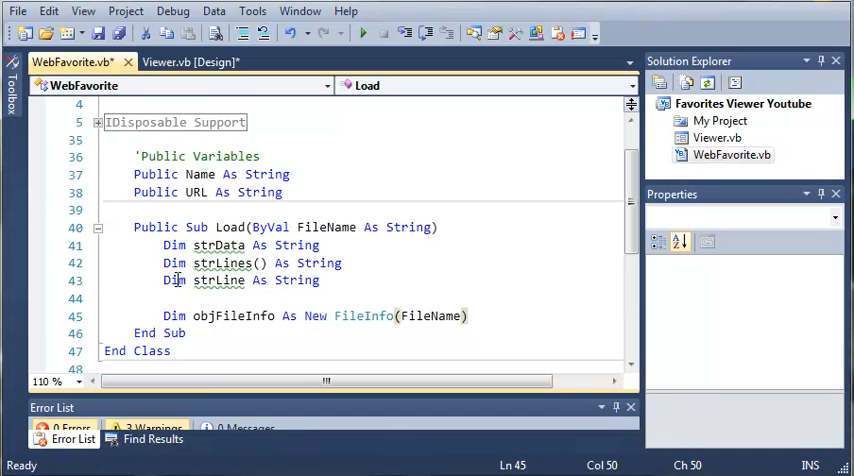 File Edit View Project Debug Data Tools Window Help
WebFavorite.vb* Viewer.vb [Design]*
WebFavorite Load
Toolbox
4
5 IDisposable Support
35
36 'Public Variables
37 Public Name As String
38 Public URL As String
39
40 Public Sub Load(ByVal FileName As String)
41 Dim strData As String
42 Dim strLines() As String
43 Dim strLine As String
44
45 Dim objFileInfo As New FileInfo(FileName)
46 End Sub
47 End Class
110 %
Solution Explorer
Favorites Viewer Youtube
My Project
Viewer.vb
WebFavorite.vb
Properties
Error List
0 Errors 3 Warnings 0 Messages
Error List Find Results
Ready Ln 45 Col 50 Ch 50 INS